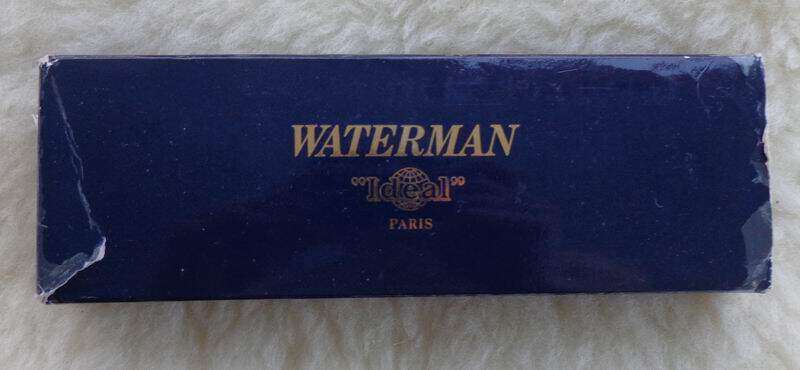 WATERMAN
"Ideal"
PARIS